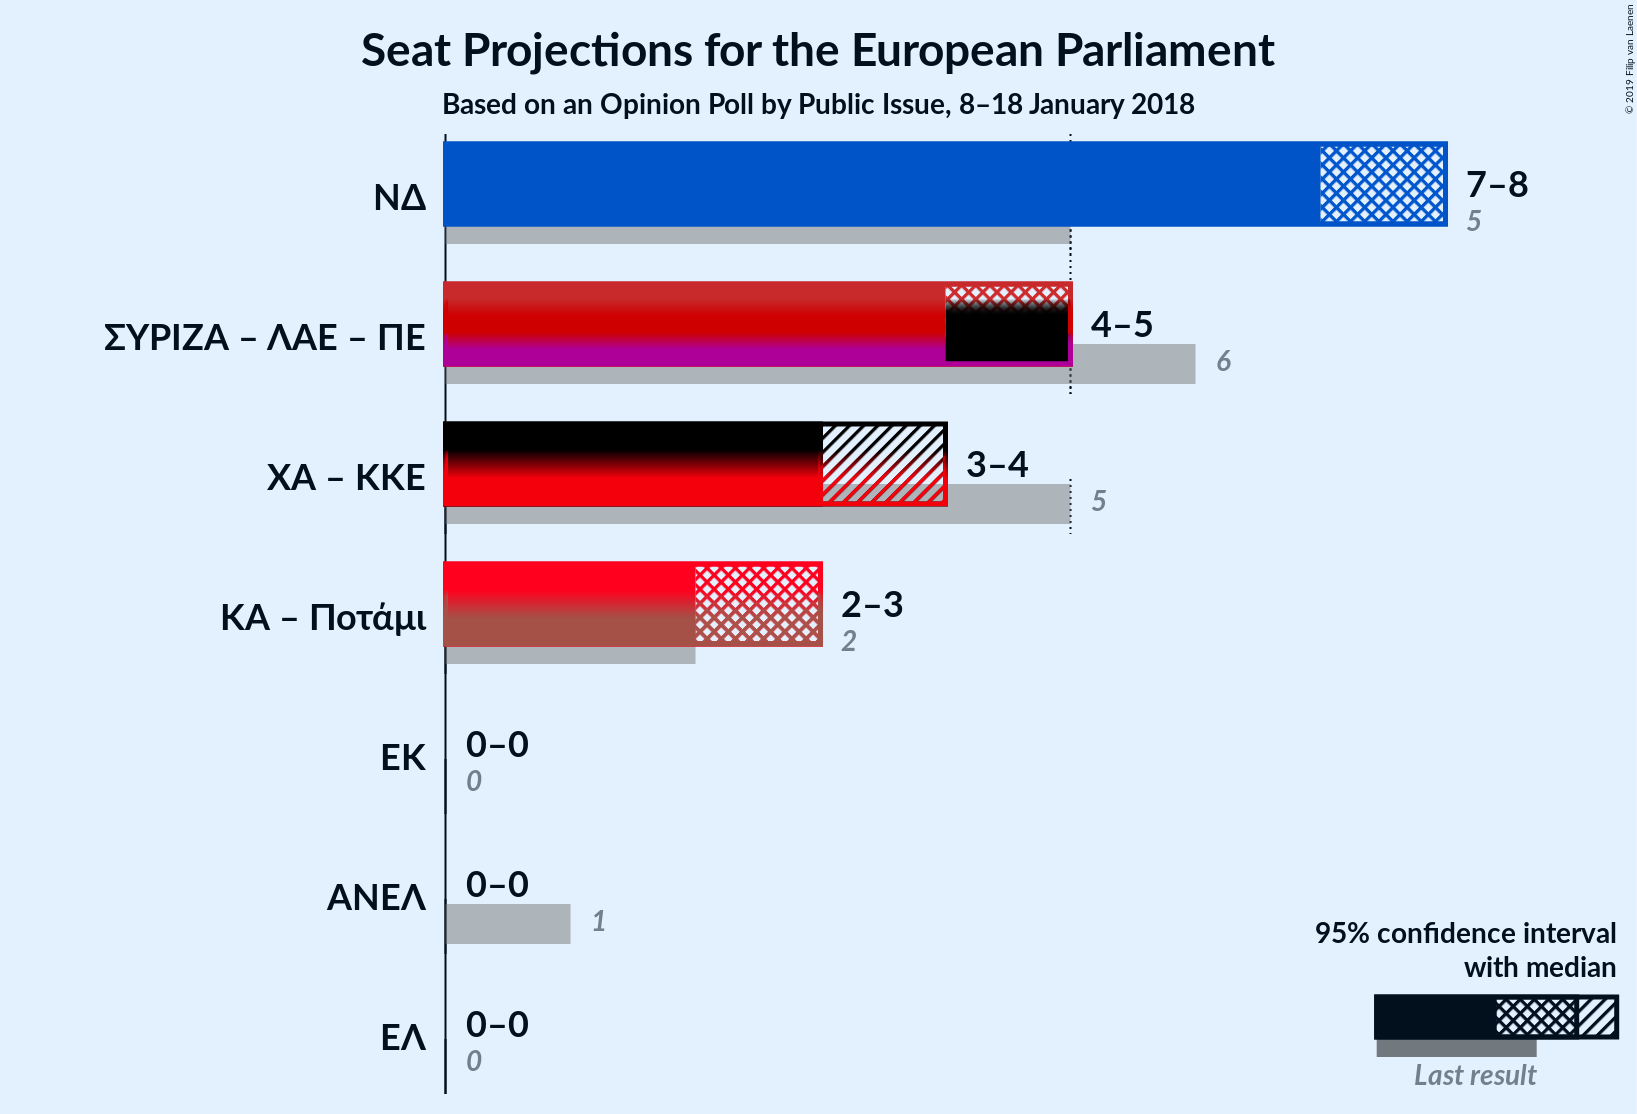 Seat Projections for the European Parliament
Based on an Opinion Poll by Public Issue, 8–18 January 2018
© 2019 Filip van Laenen
ΝΔ
7–8
5
ΣΥΡΙΖΑ – ΛΑΕ – ΠΕ
4–5
6
ΧΑ – ΚΚΕ
3–4
5
ΚΑ – Ποτάμι
2–3
2
ΕΚ
0–0
0
ΑΝΕΛ
0–0
1
ΕΛ
0–0
0
95% confidence interval
with median
Last result